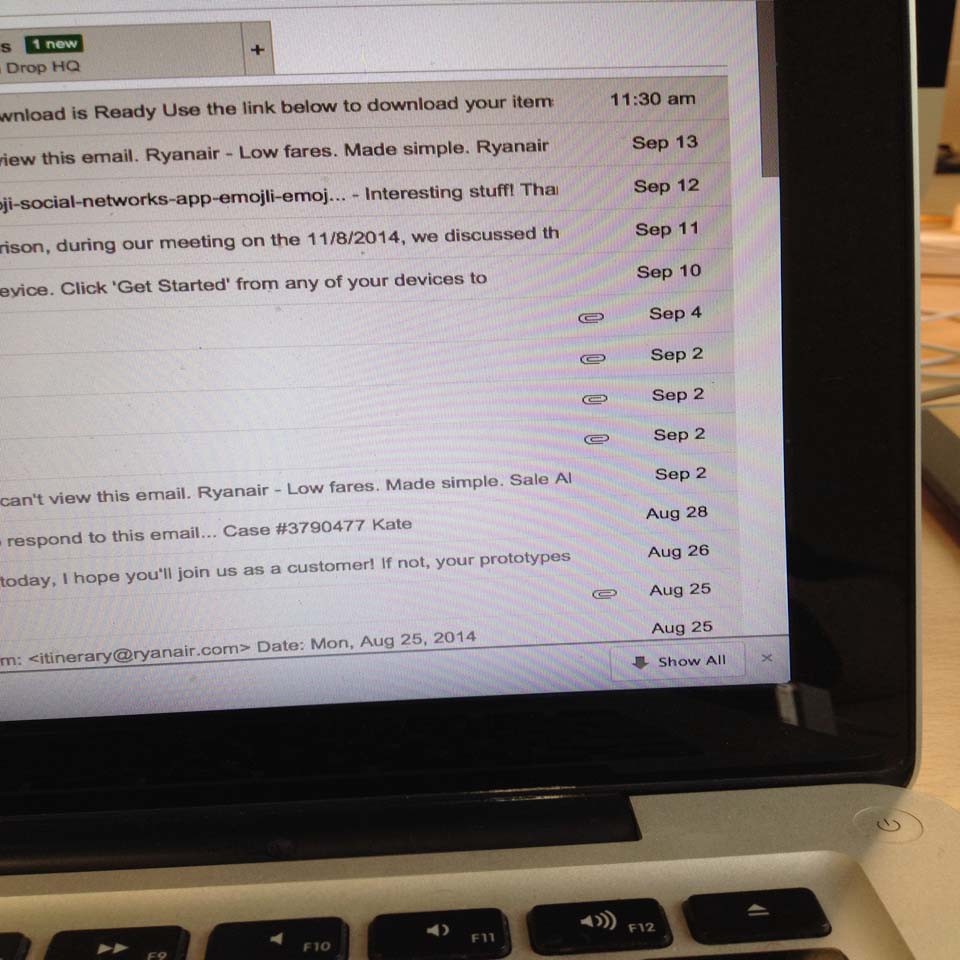 s 1 new
Drop HQ
+
wnload is Ready Use the link below to download your item 11:30 am
iew this email. Ryanair - Low fares. Made simple. Ryanair Sep 13
ji-social-networks-app-emojli-emoj... - Interesting stuff! Tha Sep 12
rison, during our meeting on the 11/8/2014, we discussed th Sep 11
evice. Click 'Get Started' from any of your devices to Sep 10
Sep 4
Sep 2
Sep 2
Sep 2
can't view this email. Ryanair - Low fares. Made simple. Sale Al Sep 2
respond to this email... Case #3790477 Kate Aug 28
today, I hope you'll join us as a customer! If not, your prototypes Aug 26
Aug 25
m: <itinerary@ryanair.com> Date: Mon, Aug 25, 2014 Aug 25
Show All ×
F9 F10 F11 F12